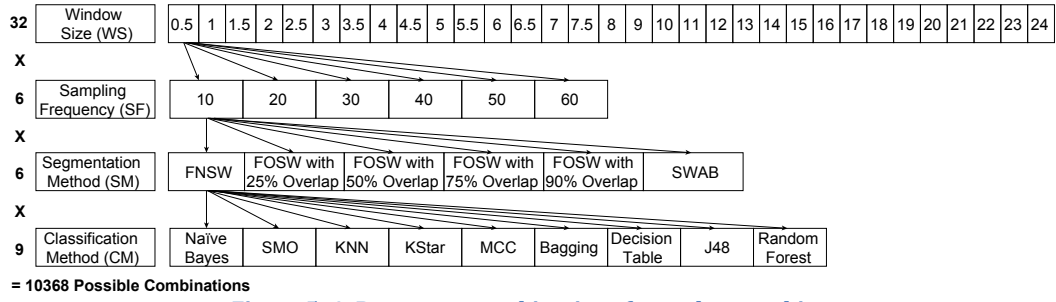 32 Window Size (WS) 0.5 1 1.5 2 2.5 3 3.5 4 4.5 5 5.5 6 6.5 7 7.5 8 9 10 11 12 13 14 15 16 17 18 19 20 21 22 23 24
X
6 Sampling Frequency (SF) 10 20 30 40 50 60
X
6 Segmentation Method (SM) FNSW FOSW with 25% Overlap FOSW with 50% Overlap FOSW with 75% Overlap FOSW with 90% Overlap SWAB
X
9 Classification Method (CM) Naïve Bayes SMO KNN KStar MCC Bagging Decision Table J48 Random Forest
= 10368 Possible Combinations